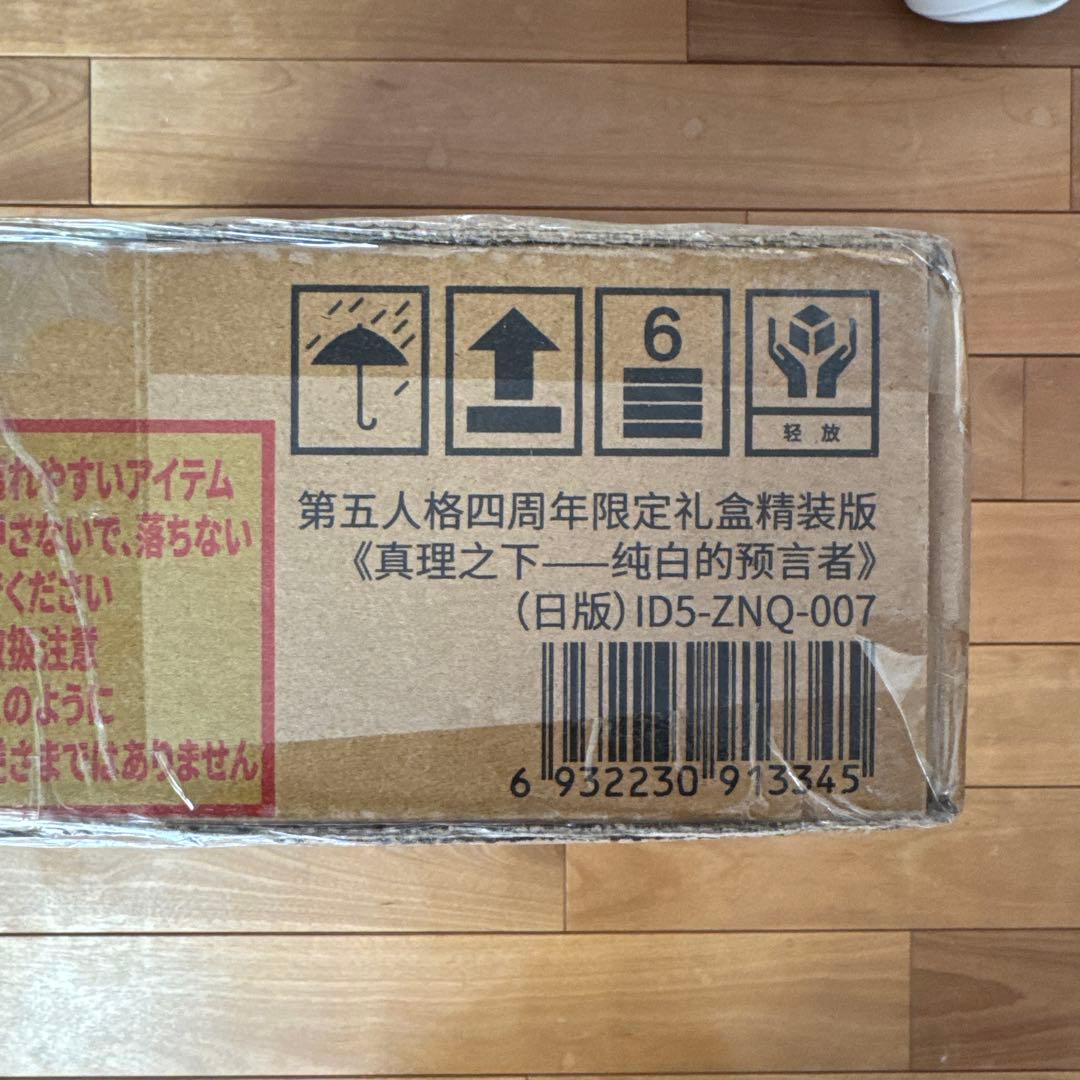 6
轻放
第五人格四周年限定礼盒精装版
《真理之下——纯白的预言者》
（日版）ID5-ZNQ-007
6 932230 913345
れやすいアイテム
さないで、落ちない
ください
扱注意
のように
さまではありません